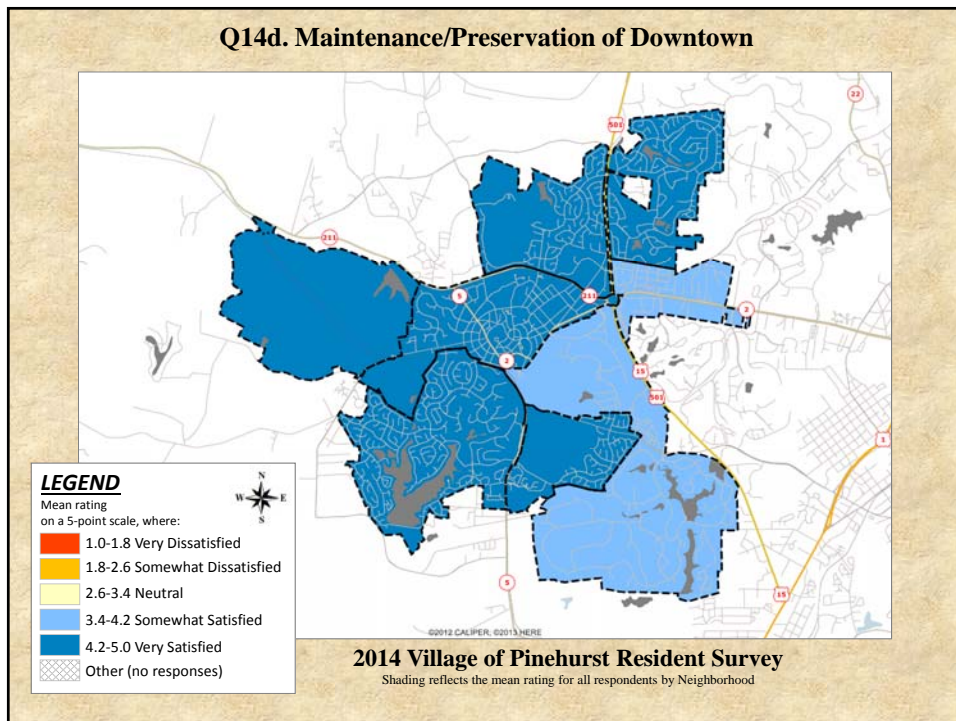 Q14d. Maintenance/Preservation of Downtown
22
501
211
5
211
2
2
15
501
1
5
15
©2012 CALIPER, ©2013 HERE
LEGEND
Mean rating
on a 5-point scale, where:
N
W E
S
1.0-1.8 Very Dissatisfied
1.8-2.6 Somewhat Dissatisfied
2.6-3.4 Neutral
3.4-4.2 Somewhat Satisfied
4.2-5.0 Very Satisfied
Other (no responses)
2014 Village of Pinehurst Resident Survey
Shading reflects the mean rating for all respondents by Neighborhood